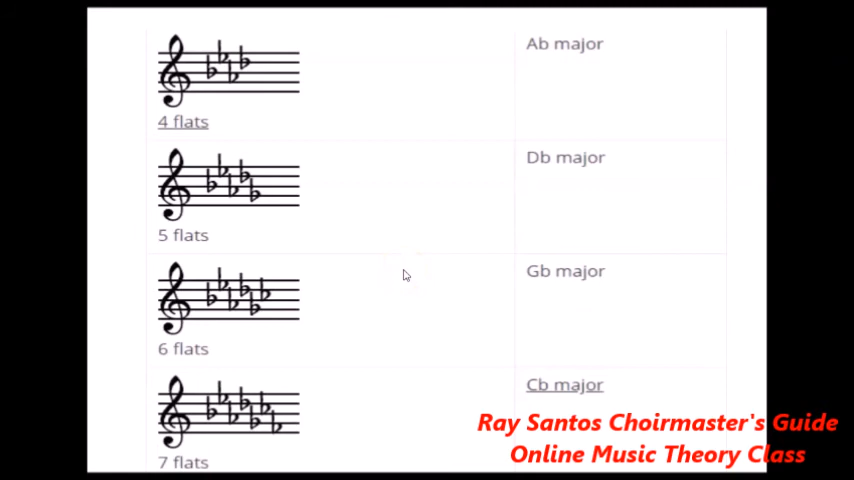 Ab major
4 flats
Db major
5 flats
Gb major
6 flats
Cb major
7 flats
Ray Santos Choirmaster's Guide
Online Music Theory Class